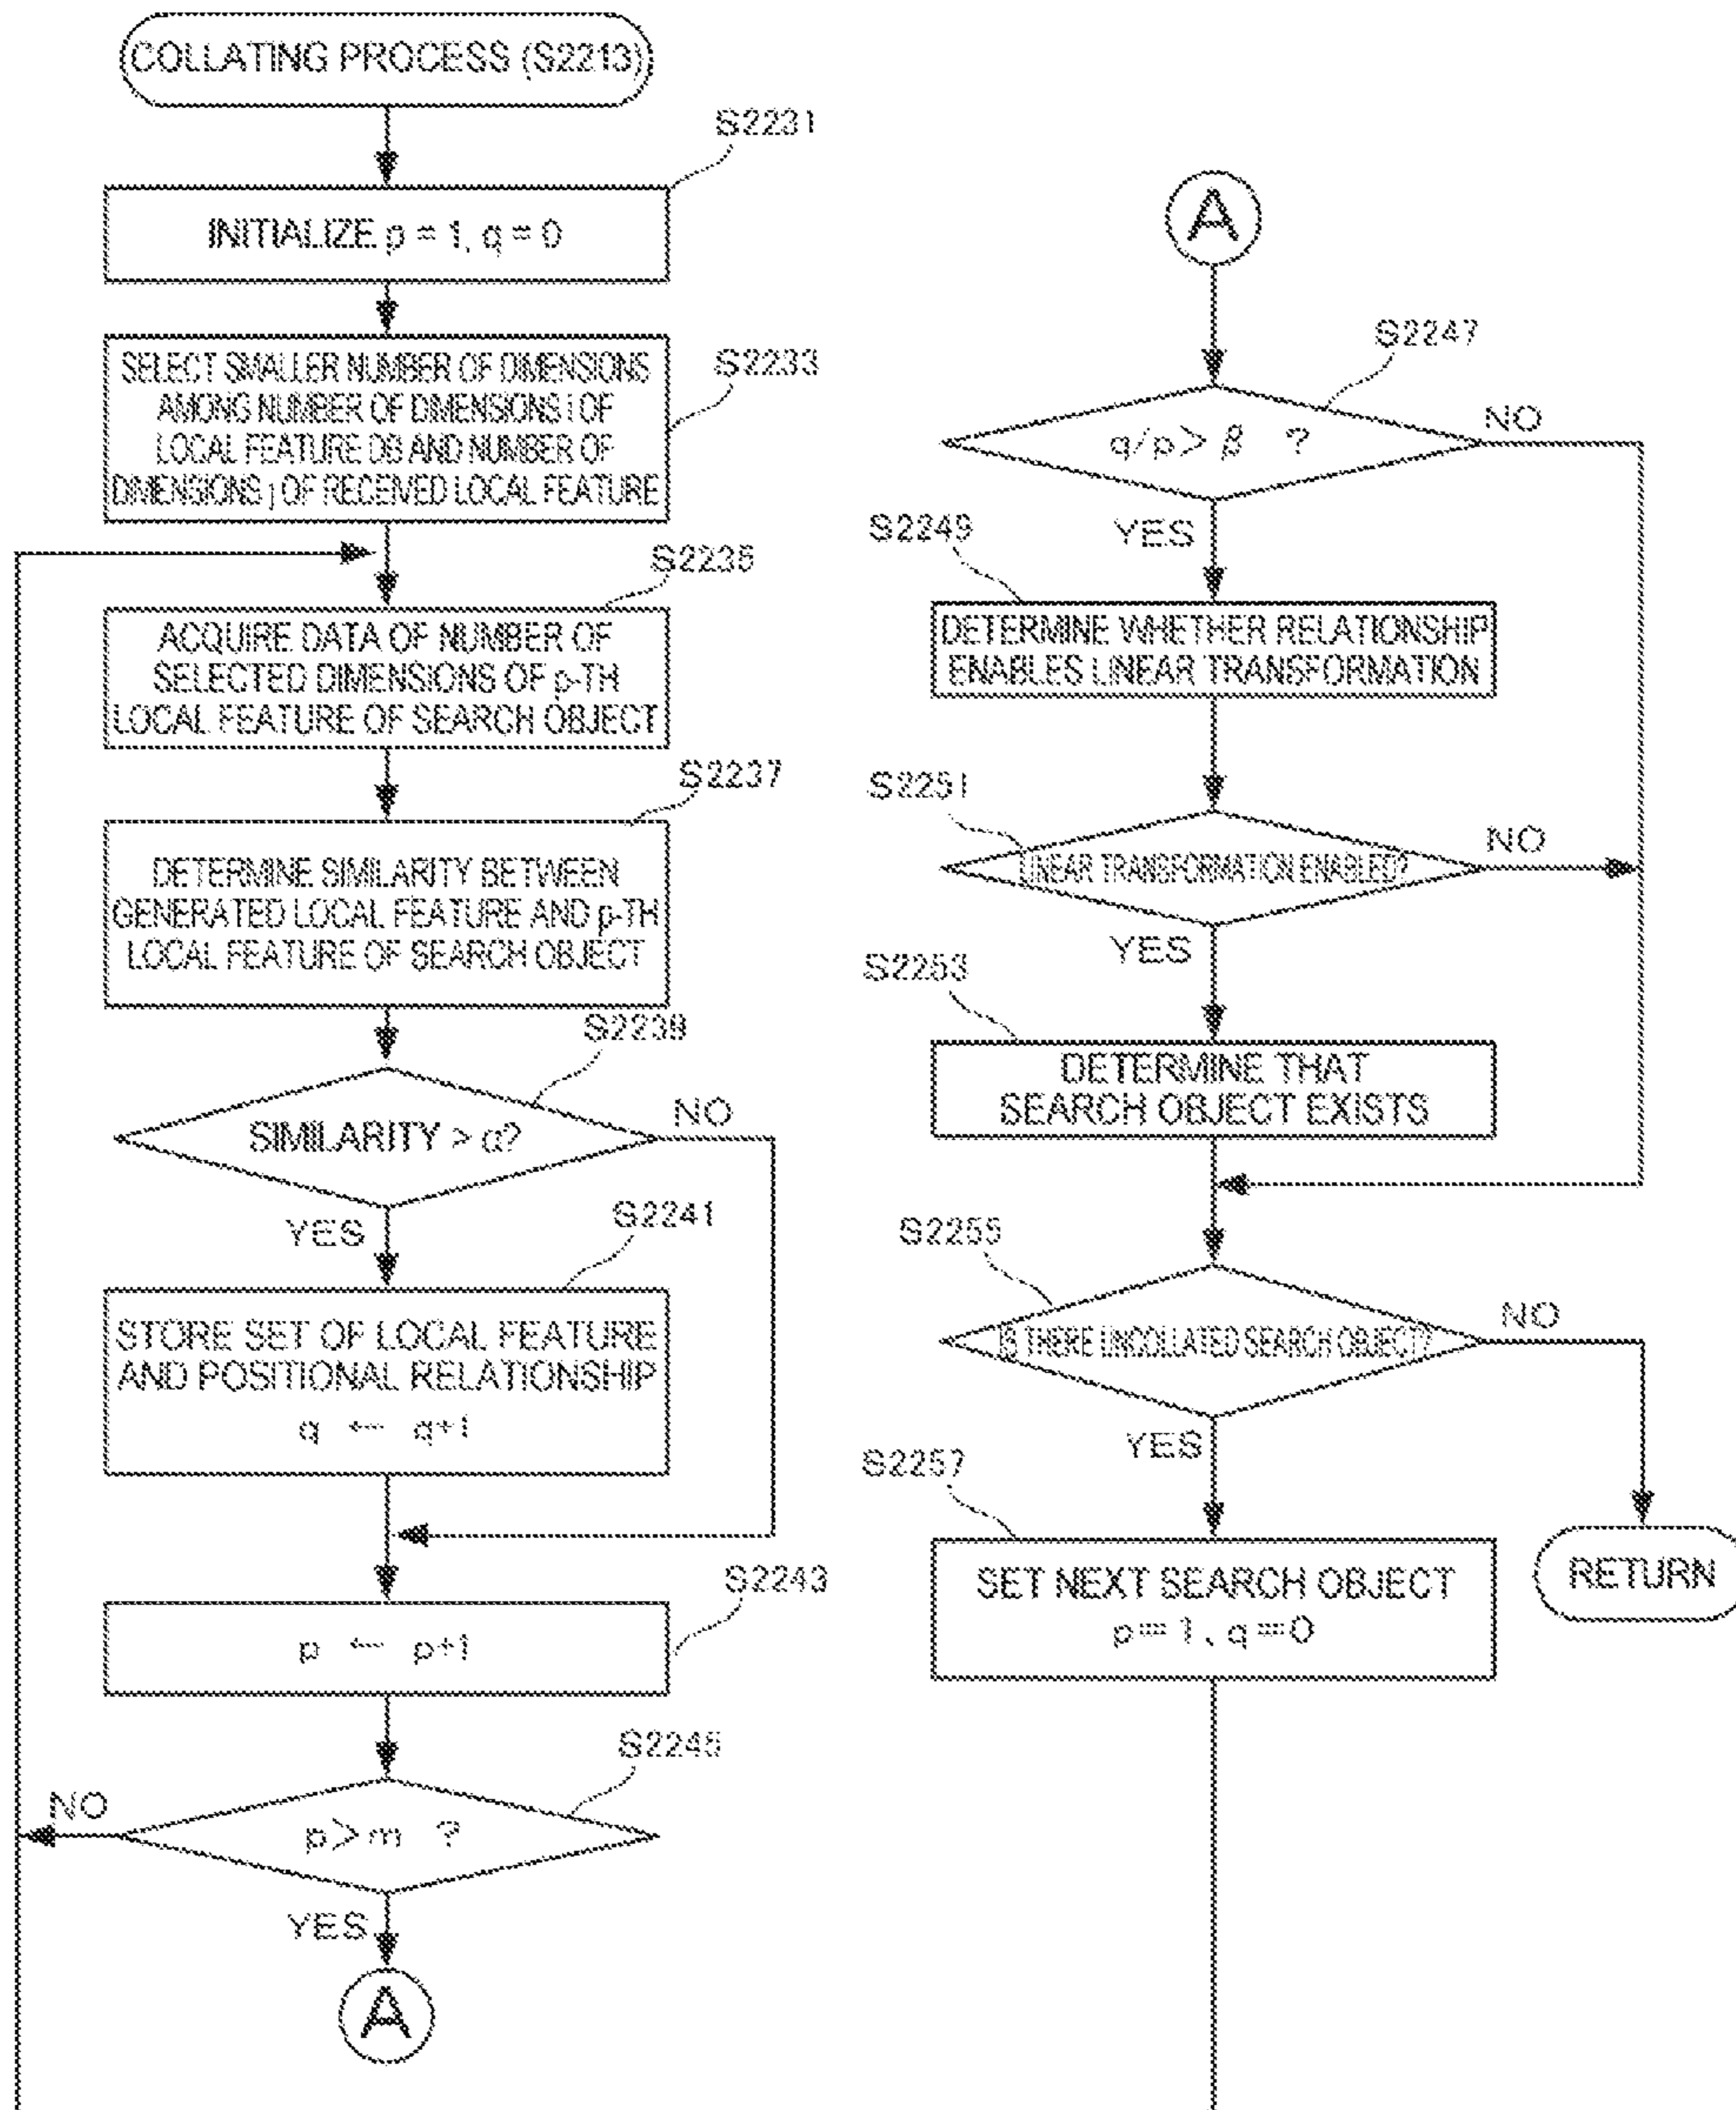 COLLATING PROCESS (S2213)
S2231
INITIALIZE p = 1, q = 0
S2233
SELECT SMALLER NUMBER OF DIMENSIONS
AMONG NUMBER OF DIMENSIONS i OF
LOCAL FEATURE DB AND NUMBER OF
DIMENSIONS j OF RECEIVED LOCAL FEATURE
S2235
ACQUIRE DATA OF NUMBER OF
SELECTED DIMENSIONS OF p-TH
LOCAL FEATURE OF SEARCH OBJECT
S2237
DETERMINE SIMILARITY BETWEEN
GENERATED LOCAL FEATURE AND p-TH
LOCAL FEATURE OF SEARCH OBJECT
S2239
SIMILARITY > α?
NO
YES
S2241
STORE SET OF LOCAL FEATURE
AND POSITIONAL RELATIONSHIP
q ← q+1
S2243
p ← p+1
S2245
p > m ?
NO
YES
A
A
S2247
q/p > β ?
NO
YES
S2249
DETERMINE WHETHER RELATIONSHIP
ENABLES LINEAR TRANSFORMATION
S2251
LINEAR TRANSFORMATION ENABLED?
NO
YES
S2253
DETERMINE THAT
SEARCH OBJECT EXISTS
S2255
IS THERE UNCOLLATED SEARCH OBJECT?
NO
YES
S2257
SET NEXT SEARCH OBJECT
p = 1, q = 0
RETURN